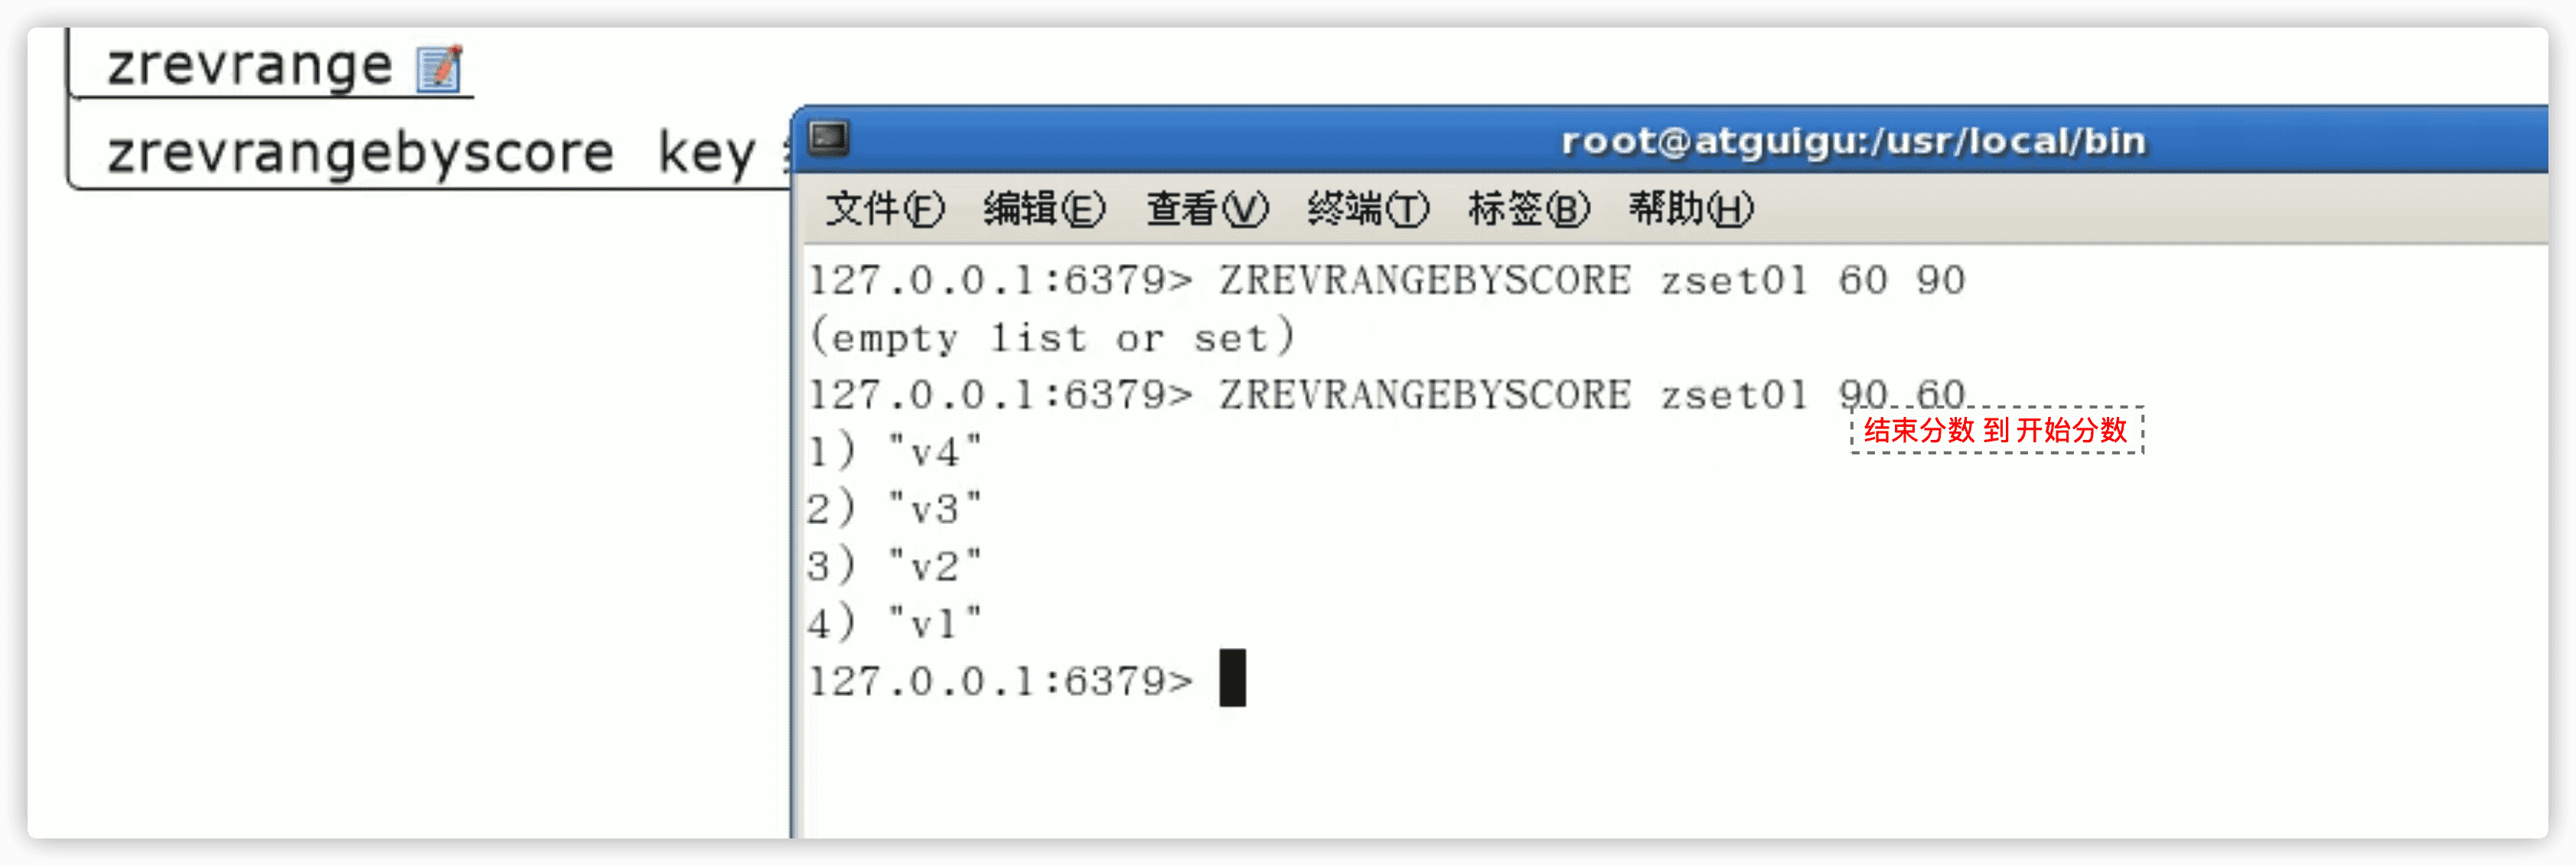 zrevrange
zrevrangebyscore key
root@atguigu:/usr/local/bin
文件(F) 编辑(E) 查看(V) 终端(T) 标签(B) 帮助(H)
127.0.0.1:6379> ZREVRANGEBYSCORE zset01 60 90
(empty list or set)
127.0.0.1:6379> ZREVRANGEBYSCORE zset01 90 60
结束分数 到 开始分数
1) "v4"
2) "v3"
3) "v2"
4) "v1"
127.0.0.1:6379>